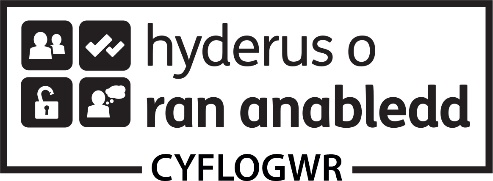 hyderus o
ran anabledd
CYFLOGWR